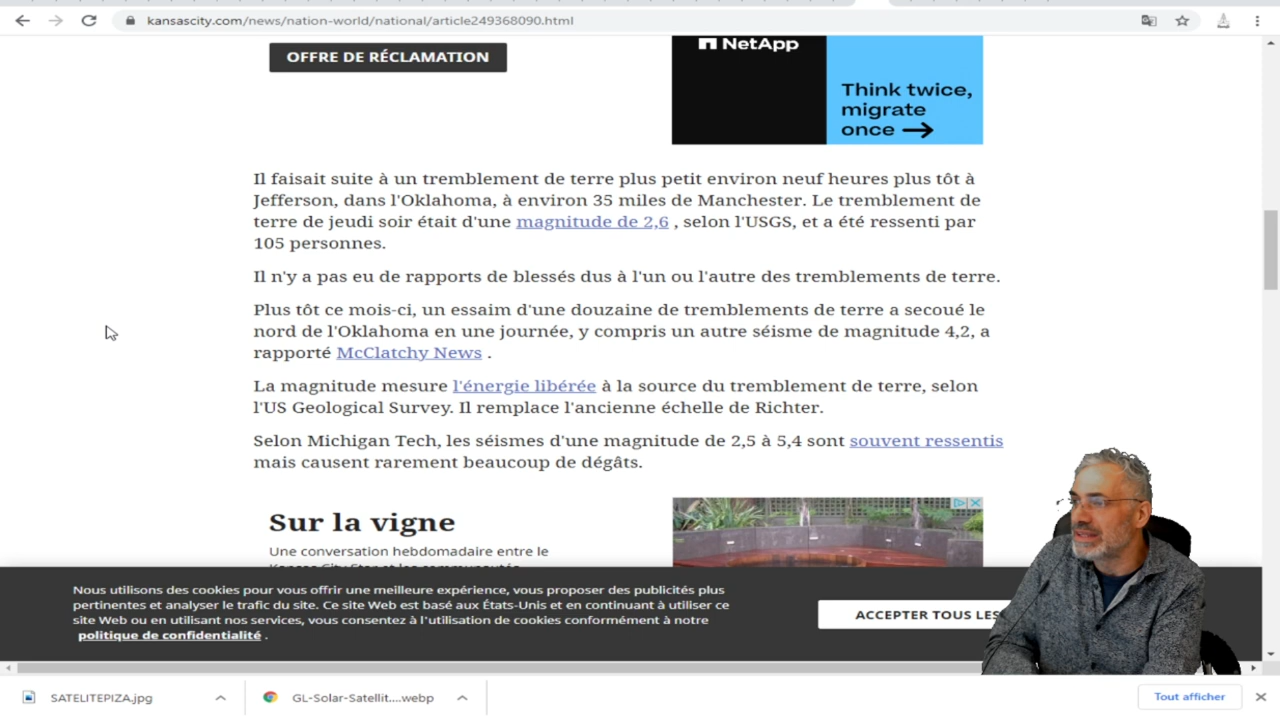 kansascity.com/news/nation-world/national/article249368090.html
OFFRE DE RÉCLAMATION
NetApp
Think twice,
migrate
once →
Il faisait suite à un tremblement de terre plus petit environ neuf heures plus tôt à
Jefferson, dans l'Oklahoma, à environ 35 miles de Manchester. Le tremblement de
terre de jeudi soir était d'une magnitude de 2,6 , selon l'USGS, et a été ressenti par
105 personnes.
Il n'y a pas eu de rapports de blessés dus à l'un ou l'autre des tremblements de terre.
Plus tôt ce mois-ci, un essaim d'une douzaine de tremblements de terre a secoué le
nord de l'Oklahoma en une journée, y compris un autre séisme de magnitude 4,2, a
rapporté McClatchy News .
La magnitude mesure l'énergie libérée à la source du tremblement de terre, selon
l'US Geological Survey. Il remplace l'ancienne échelle de Richter.
Selon Michigan Tech, les séismes d'une magnitude de 2,5 à 5,4 sont souvent ressentis
mais causent rarement beaucoup de dégâts.
Sur la vigne
Une conversation hebdomadaire entre le
Nous utilisons des cookies pour vous offrir une meilleure expérience, vous proposer des publicités plus
pertinentes et analyser le trafic du site. Ce site Web est basé aux États-Unis et en continuant à utiliser ce
site Web ou en utilisant nos services, vous consentez à l'utilisation de cookies conformément à notre
politique de confidentialité .
ACCEPTER TOUS LES
SATELITEPIZA.jpg
GL-Solar-Satellit....webp
Tout afficher